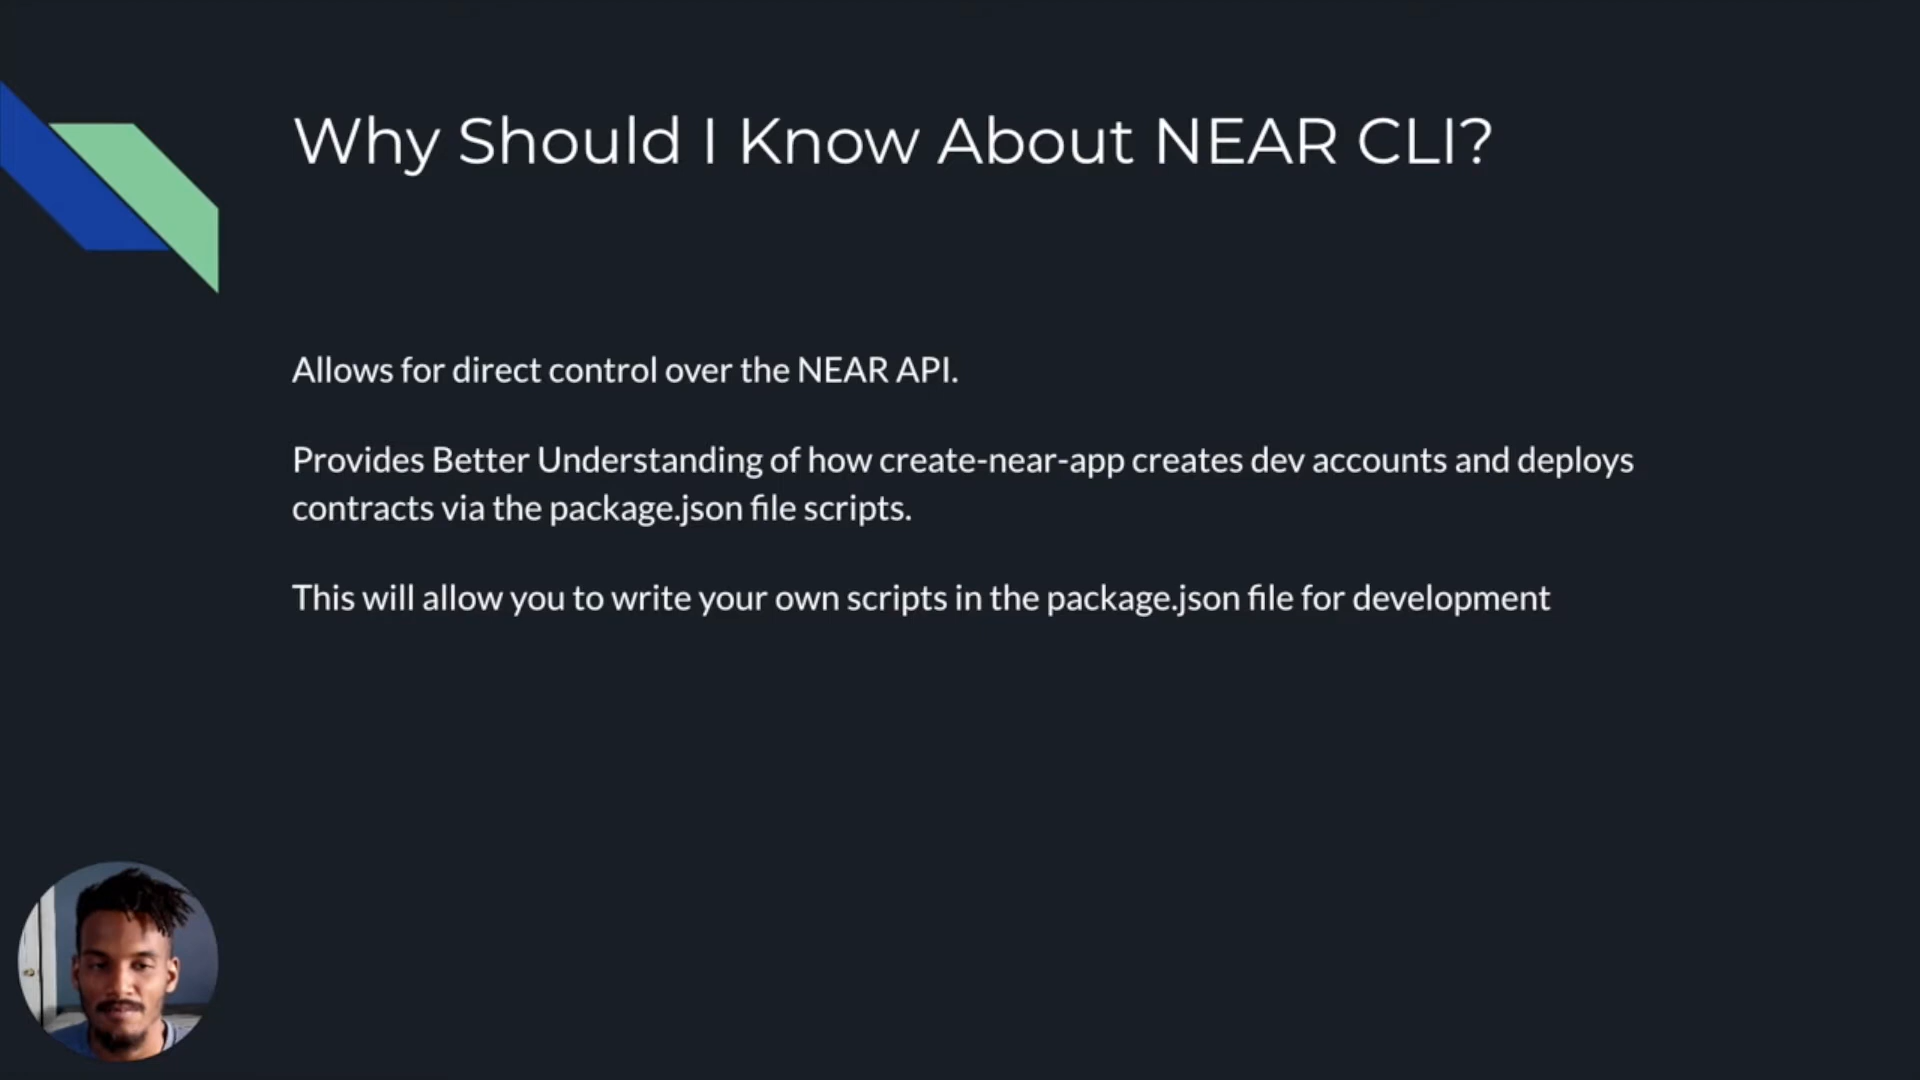 Why Should I Know About NEAR CLI?
Allows for direct control over the NEAR API.
Provides Better Understanding of how create-near-app creates dev accounts and deploys
contracts via the package.json file scripts.
This will allow you to write your own scripts in the package.json file for development